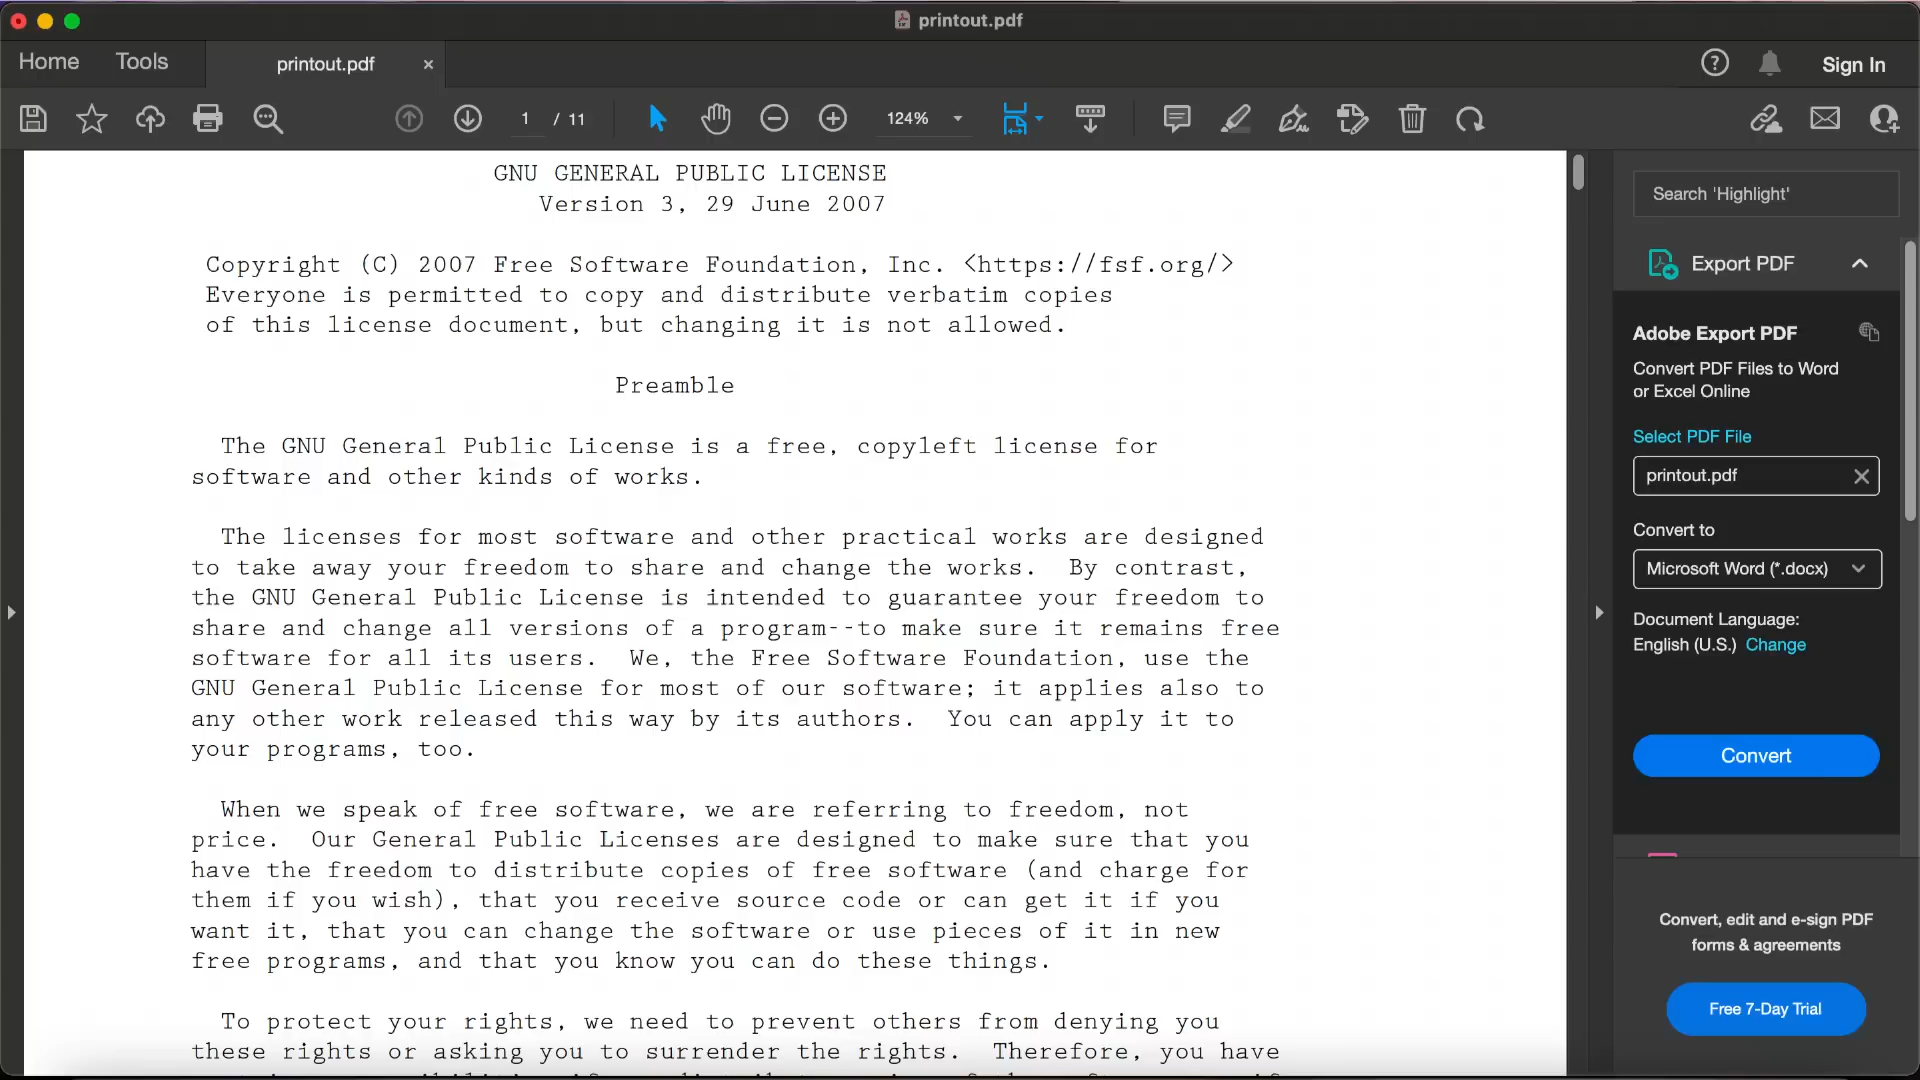 printout.pdf
Home
Tools
printout.pdf
Sign In
1 / 11
124%
GNU GENERAL PUBLIC LICENSE
Version 3, 29 June 2007
Copyright (C) 2007 Free Software Foundation, Inc. <https://fsf.org/>
Everyone is permitted to copy and distribute verbatim copies
of this license document, but changing it is not allowed.
Preamble
The GNU General Public License is a free, copyleft license for
software and other kinds of works.
The licenses for most software and other practical works are designed
to take away your freedom to share and change the works.  By contrast,
the GNU General Public License is intended to guarantee your freedom to
share and change all versions of a program--to make sure it remains free
software for all its users.  We, the Free Software Foundation, use the
GNU General Public License for most of our software; it applies also to
any other work released this way by its authors.  You can apply it to
your programs, too.
When we speak of free software, we are referring to freedom, not
price.  Our General Public Licenses are designed to make sure that you
have the freedom to distribute copies of free software (and charge for
them if you wish), that you receive source code or can get it if you
want it, that you can change the software or use pieces of it in new
free programs, and that you know you can do these things.
To protect your rights, we need to prevent others from denying you
these rights or asking you to surrender the rights.  Therefore, you have
Search 'Highlight'
Export PDF
Adobe Export PDF
Convert PDF Files to Word
or Excel Online
Select PDF File
printout.pdf
Convert to
Microsoft Word (*.docx)
Document Language:
English (U.S.) Change
Convert
Convert, edit and e-sign PDF
forms & agreements
Free 7-Day Trial